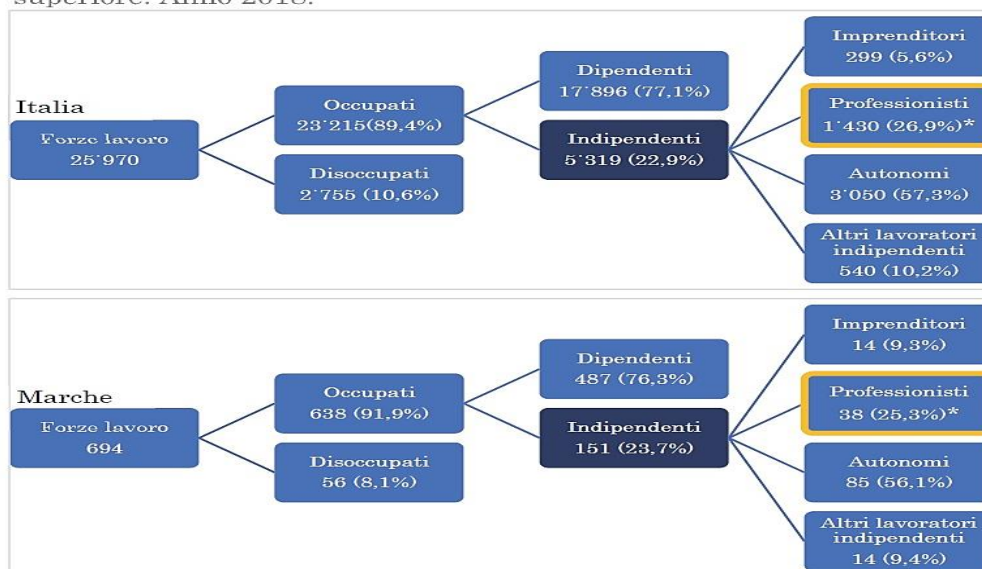 superiore. Anno 2018.
Italia
Forze lavoro
25'970
Occupati
23'215(89,4%)
Disoccupati
2'755 (10,6%)
Dipendenti
17'896 (77,1%)
Indipendenti
5'319 (22,9%)
Imprenditori
299 (5,6%)
Professionisti
1'430 (26,9%)*
Autonomi
3'050 (57,3%)
Altri lavoratori
indipendenti
540 (10,2%)
Marche
Forze lavoro
694
Occupati
638 (91,9%)
Disoccupati
56 (8,1%)
Dipendenti
487 (76,3%)
Indipendenti
151 (23,7%)
Imprenditori
14 (9,3%)
Professionisti
38 (25,3%)*
Autonomi
85 (56,1%)
Altri lavoratori
indipendenti
14 (9,4%)